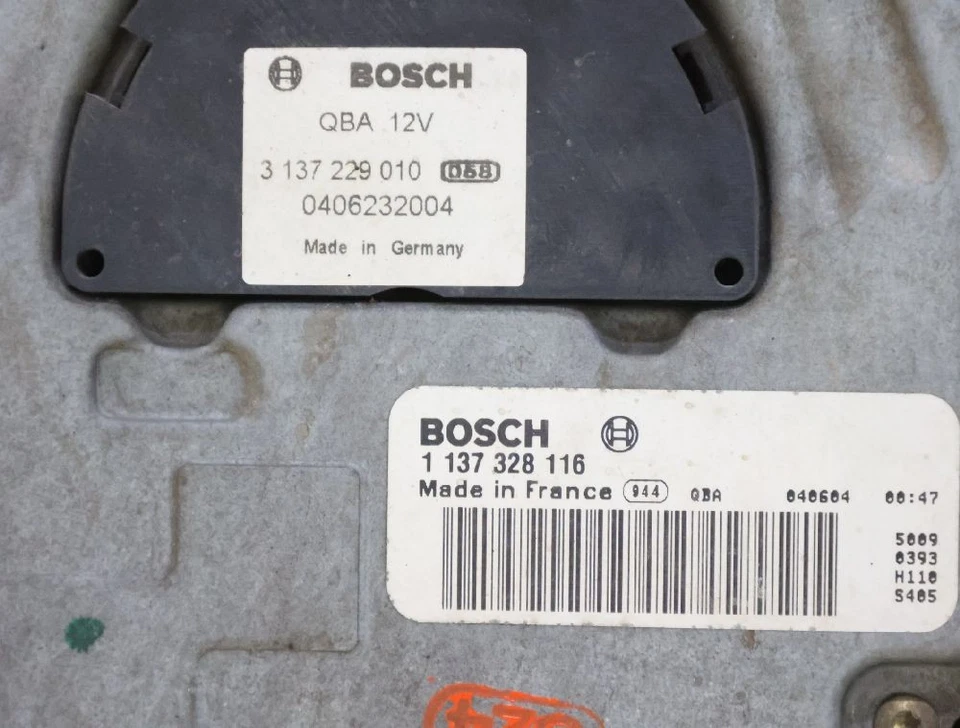 BOSCH
QBA 12V
3 137 229 010 068
0406232004
Made in Germany
BOSCH
1 137 328 116
Made in France 944 QBA 040604 00:47
5009
0393
H110
S405